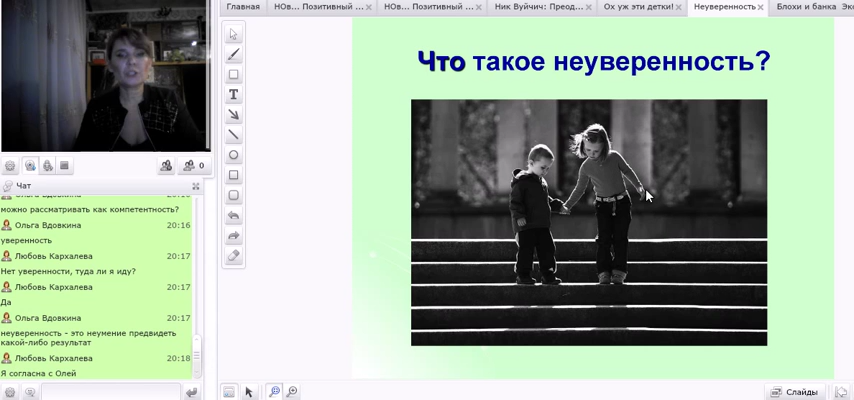 Главная
НОв... Позитивный ...
НОв... Позитивный ...
Ник Вуйчич: Преод...
Ох уж эти детки!
Неуверенность
Блохи и банка
Экс
Что такое неуверенность?
0
Чат
Ольга Вдовкина
можно рассматривать как компетентность?
Ольга Вдовкина 20:16
уверенность
Любовь Кархалева 20:17
Нет уверенности, туда ли я иду?
Любовь Кархалева 20:17
Да
Ольга Вдовкина 20:17
неуверенность - это неумение предвидеть
какой-либо результат
Любовь Кархалева 20:18
Я согласна с Олей
T
Слайды